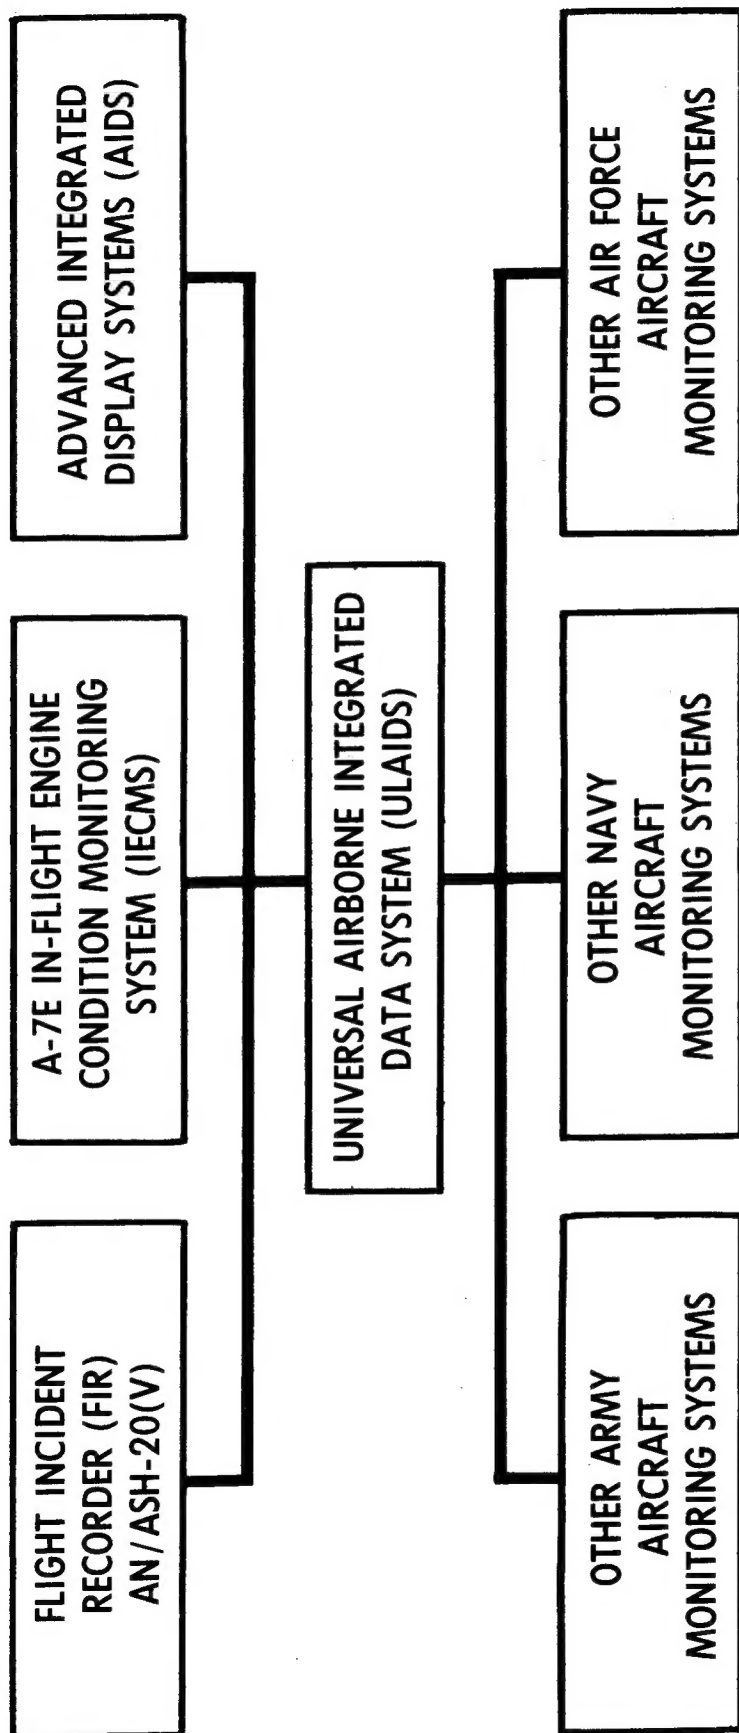 FLIGHT INCIDENT
RECORDER (FIR)
AN/ASH-20(V)
A-7E IN-FLIGHT ENGINE
CONDITION MONITORING
SYSTEM (IECMS)
ADVANCED INTEGRATED
DISPLAY SYSTEMS (AIDS)
UNIVERSAL AIRBORNE INTEGRATED
DATA SYSTEM (ULAIDS)
OTHER ARMY
AIRCRAFT
MONITORING SYSTEMS
OTHER NAVY
AIRCRAFT
MONITORING SYSTEMS
OTHER AIR FORCE
AIRCRAFT
MONITORING SYSTEMS